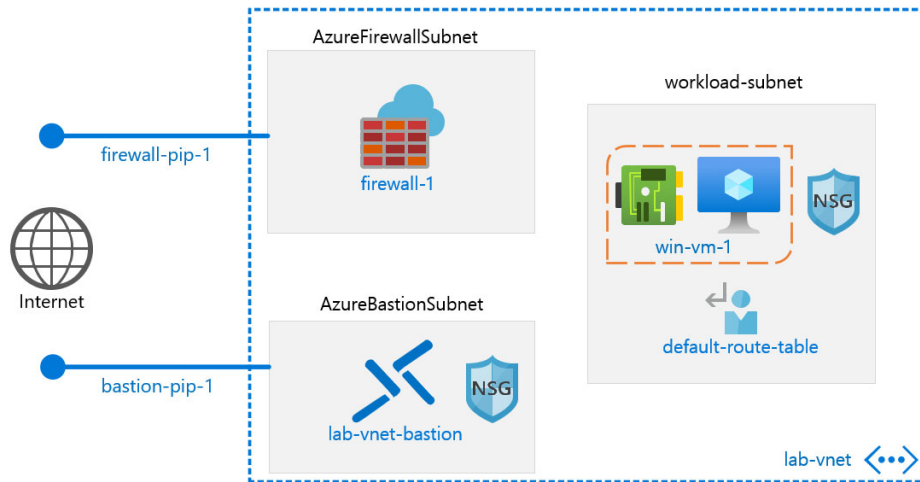 AzureFirewallSubnet
firewall-pip-1
firewall-1
workload-subnet
NSG
win-vm-1
default-route-table
Internet
AzureBastionSubnet
bastion-pip-1
NSG
lab-vnet-bastion
lab-vnet